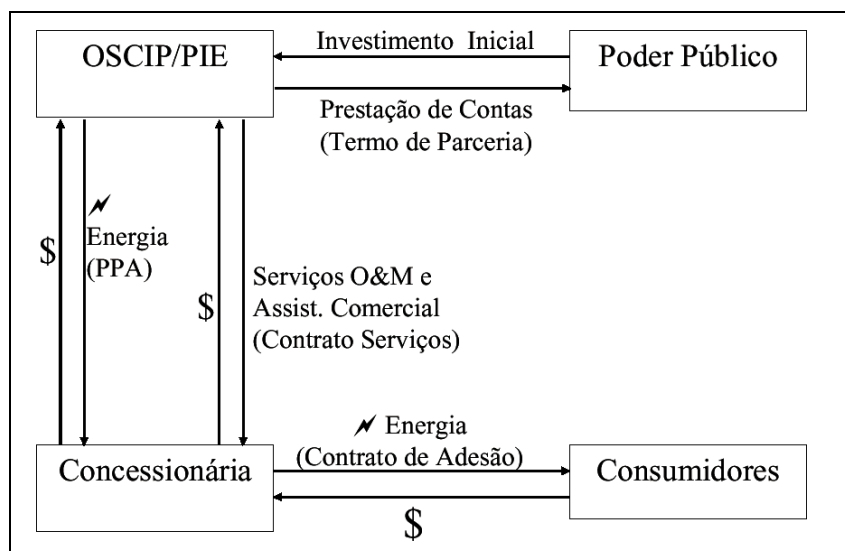 OSCIP/PIE
Investimento Inicial
Poder Público
Prestação de Contas
(Termo de Parceria)
$
Energia
(PPA)
$
Serviços O&M e
Assist. Comercial
(Contrato Serviços)
Concessionária
Energia
(Contrato de Adesão)
Consumidores
$